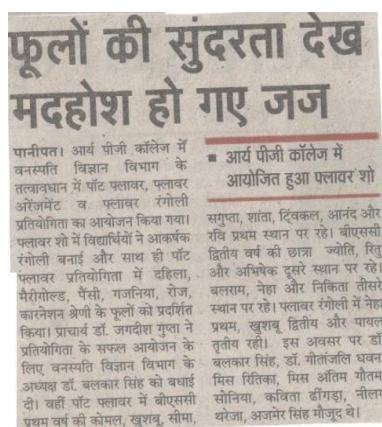 फूलों की सुंदरता देख
मदहोश हो गए जज
पानीपत। आर्य पीजी कॉलेज में
वनस्पति विज्ञान विभाग के
तत्वावधान में पॉट फ्लावर, फ्लावर
अरेंजमेंट व फ्लावर रंगोली
प्रतियोगिता का आयोजन किया गया।
फ्लावर शो में विद्यार्थियों ने आकर्षक
रंगोली बनाई और साथ ही पॉट
फ्लावर प्रतियोगिता में दहिला,
मैरीगोल्ड, पैंसी, गजनिया, रोज,
कारनेशन श्रेणी के फूलों को प्रदर्शित
किया। प्राचार्य डॉ. जगदीश गुप्ता ने
प्रतियोगिता के सफल आयोजन के
लिए वनस्पति विज्ञान विभाग के
अध्यक्ष डॉ. बलकार सिंह को बधाई
दी। वहीं पॉट फ्लावर में बीएससी
प्रथम वर्ष की कोमल, खुशबू, सीमा,
▪ आर्य पीजी कॉलेज में
आयोजित हुआ फ्लावर शो
सगुप्ता, शांता, ट्विंकल, आनंद और
रवि प्रथम स्थान पर रहे। बीएससी
द्वितीय वर्ष की छात्रा ज्योति, रितु
और अभिषेक दूसरे स्थान पर रहे।
बलराम, नेहा और निकिता तीसरे
स्थान पर रहे। फ्लावर रंगोली में नेहा
प्रथम, खुशबू द्वितीय और पायल
तृतीय रही। इस अवसर पर डॉ
बलकार सिंह, डॉ. गीतांजलि धवन
मिस रितिका, मिस अंतिम गौतम
सोनिया, कविता ढींगड़ा, नीलम
थरेजा, अजमेर सिंह मौजूद थे।